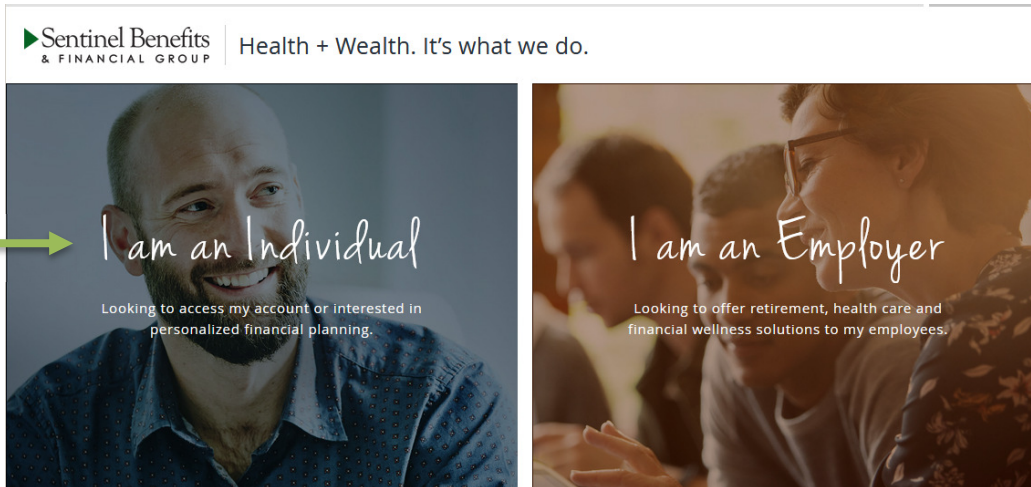 Sentinel Benefits
& FINANCIAL GROUP
Health + Wealth. It’s what we do.
I am an Individual
Looking to access my account or interested in
personalized financial planning.
I am an Employer
Looking to offer retirement, health care and
financial wellness solutions to my employees.